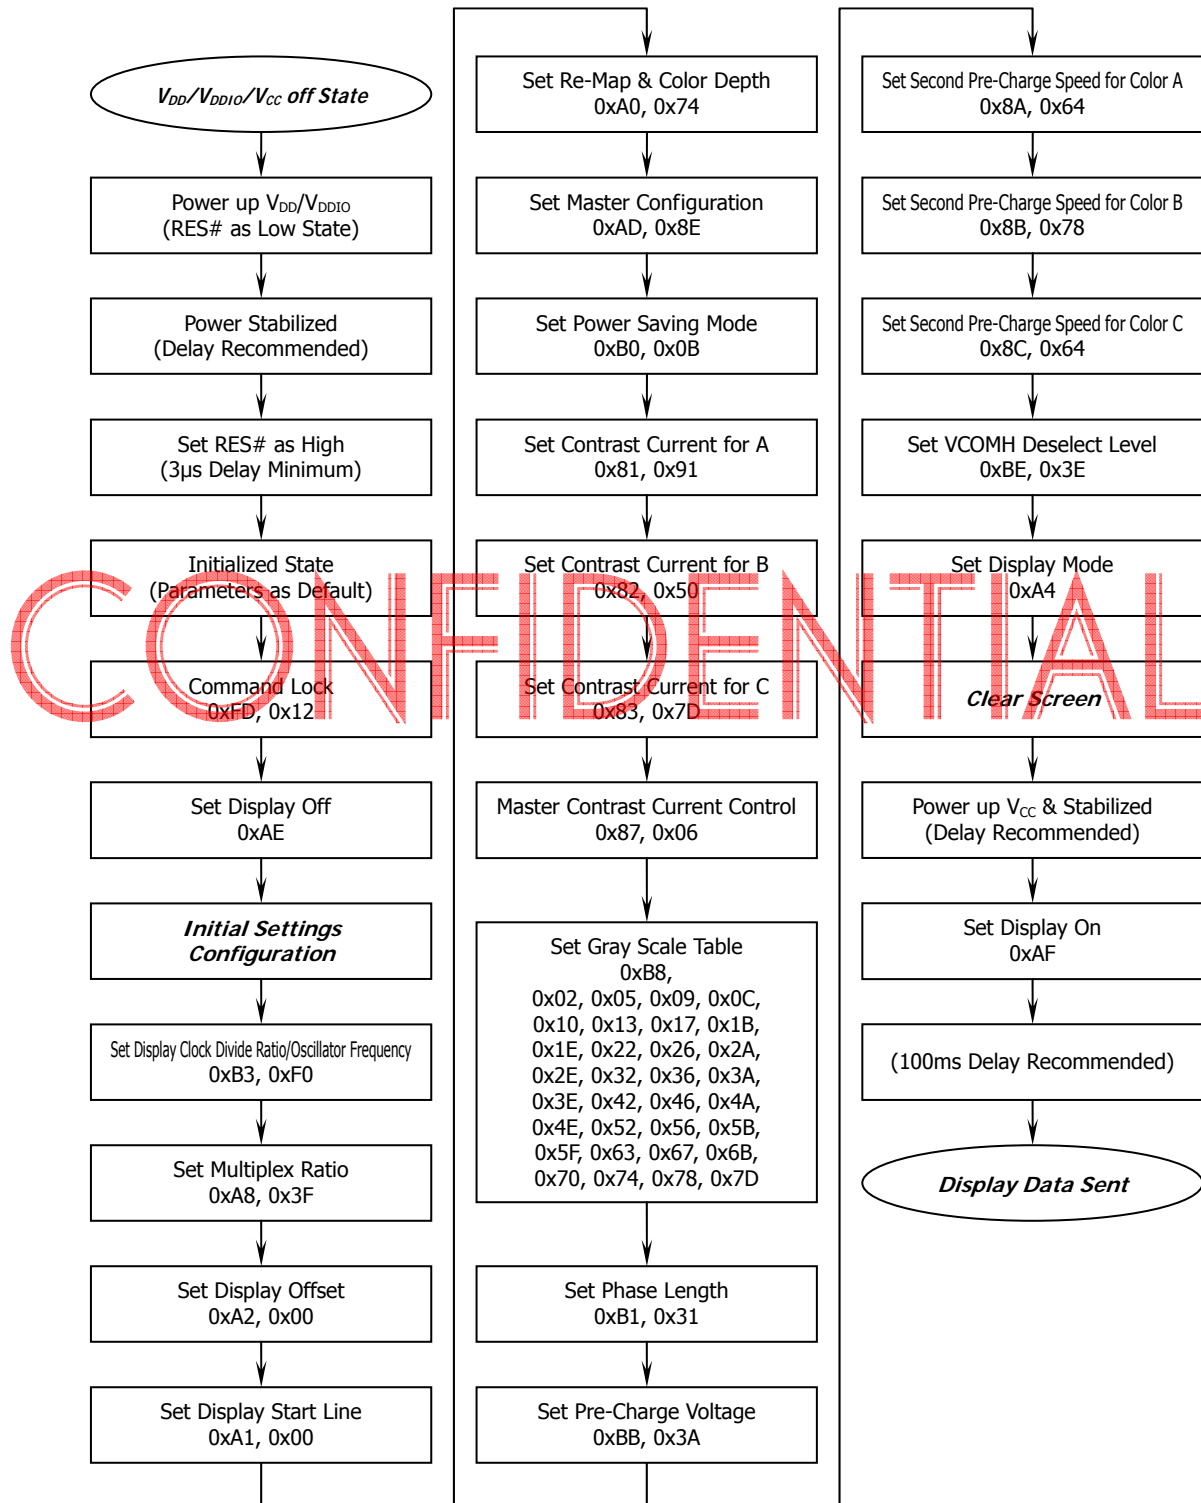 V_DD/V_DDIO/V_CC off State
Power up V_DD/V_DDIO
(RES# as Low State)
Power Stabilized
(Delay Recommended)
Set RES# as High
(3µs Delay Minimum)
Initialized State
(Parameters as Default)
Command Lock
0xFD, 0x12
Set Display Off
0xAE
Initial Settings
Configuration
Set Display Clock Divide Ratio/Oscillator Frequency
0xB3, 0xF0
Set Multiplex Ratio
0xA8, 0x3F
Set Display Offset
0xA2, 0x00
Set Display Start Line
0xA1, 0x00
Set Re-Map & Color Depth
0xA0, 0x74
Set Master Configuration
0xAD, 0x8E
Set Power Saving Mode
0xB0, 0x0B
Set Contrast Current for A
0x81, 0x91
Set Contrast Current for B
0x82, 0x50
Set Contrast Current for C
0x83, 0x7D
Master Contrast Current Control
0x87, 0x06
Set Gray Scale Table
0xB8,
0x02, 0x05, 0x09, 0x0C,
0x10, 0x13, 0x17, 0x1B,
0x1E, 0x22, 0x26, 0x2A,
0x2E, 0x32, 0x36, 0x3A,
0x3E, 0x42, 0x46, 0x4A,
0x4E, 0x52, 0x56, 0x5B,
0x5F, 0x63, 0x67, 0x6B,
0x70, 0x74, 0x78, 0x7D
Set Phase Length
0xB1, 0x31
Set Pre-Charge Voltage
0xBB, 0x3A
Set Second Pre-Charge Speed for Color A
0x8A, 0x64
Set Second Pre-Charge Speed for Color B
0x8B, 0x78
Set Second Pre-Charge Speed for Color C
0x8C, 0x64
Set VCOMH Deselect Level
0xBE, 0x3E
Set Display Mode
0xA4
Clear Screen
Power up V_CC & Stabilized
(Delay Recommended)
Set Display On
0xAF
(100ms Delay Recommended)
Display Data Sent
CONFIDENTIAL